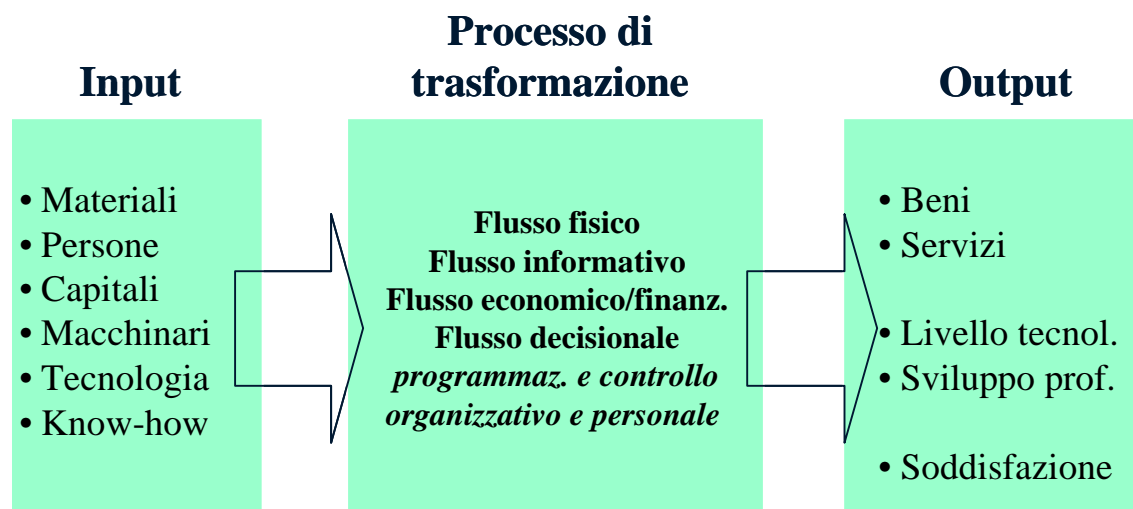 Input
Processo di
trasformazione
Output
• Materiali
• Persone
• Capitali
• Macchinari
• Tecnologia
• Know-how
Flusso fisico
Flusso informativo
Flusso economico/finanz.
Flusso decisionale
programmaz. e controllo
organizzativo e personale
• Beni
• Servizi
• Livello tecnol.
• Sviluppo prof.
• Soddisfazione